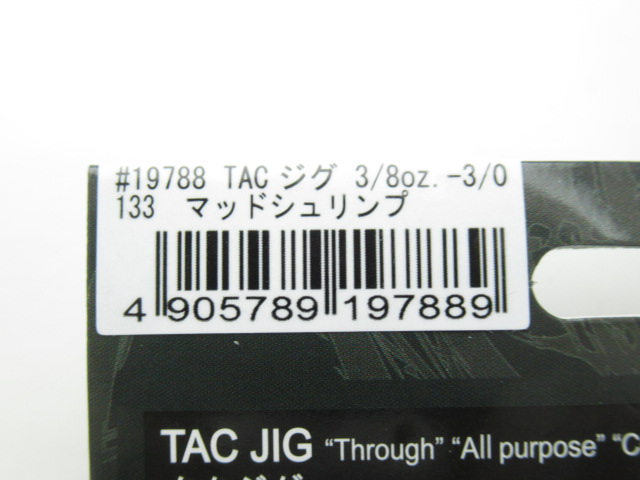 #19788 TAC ジグ 3/8oz.-3/0
133 マッドシュリンプ
4 905789 197889
TAC JIG “Through” “All purpose”